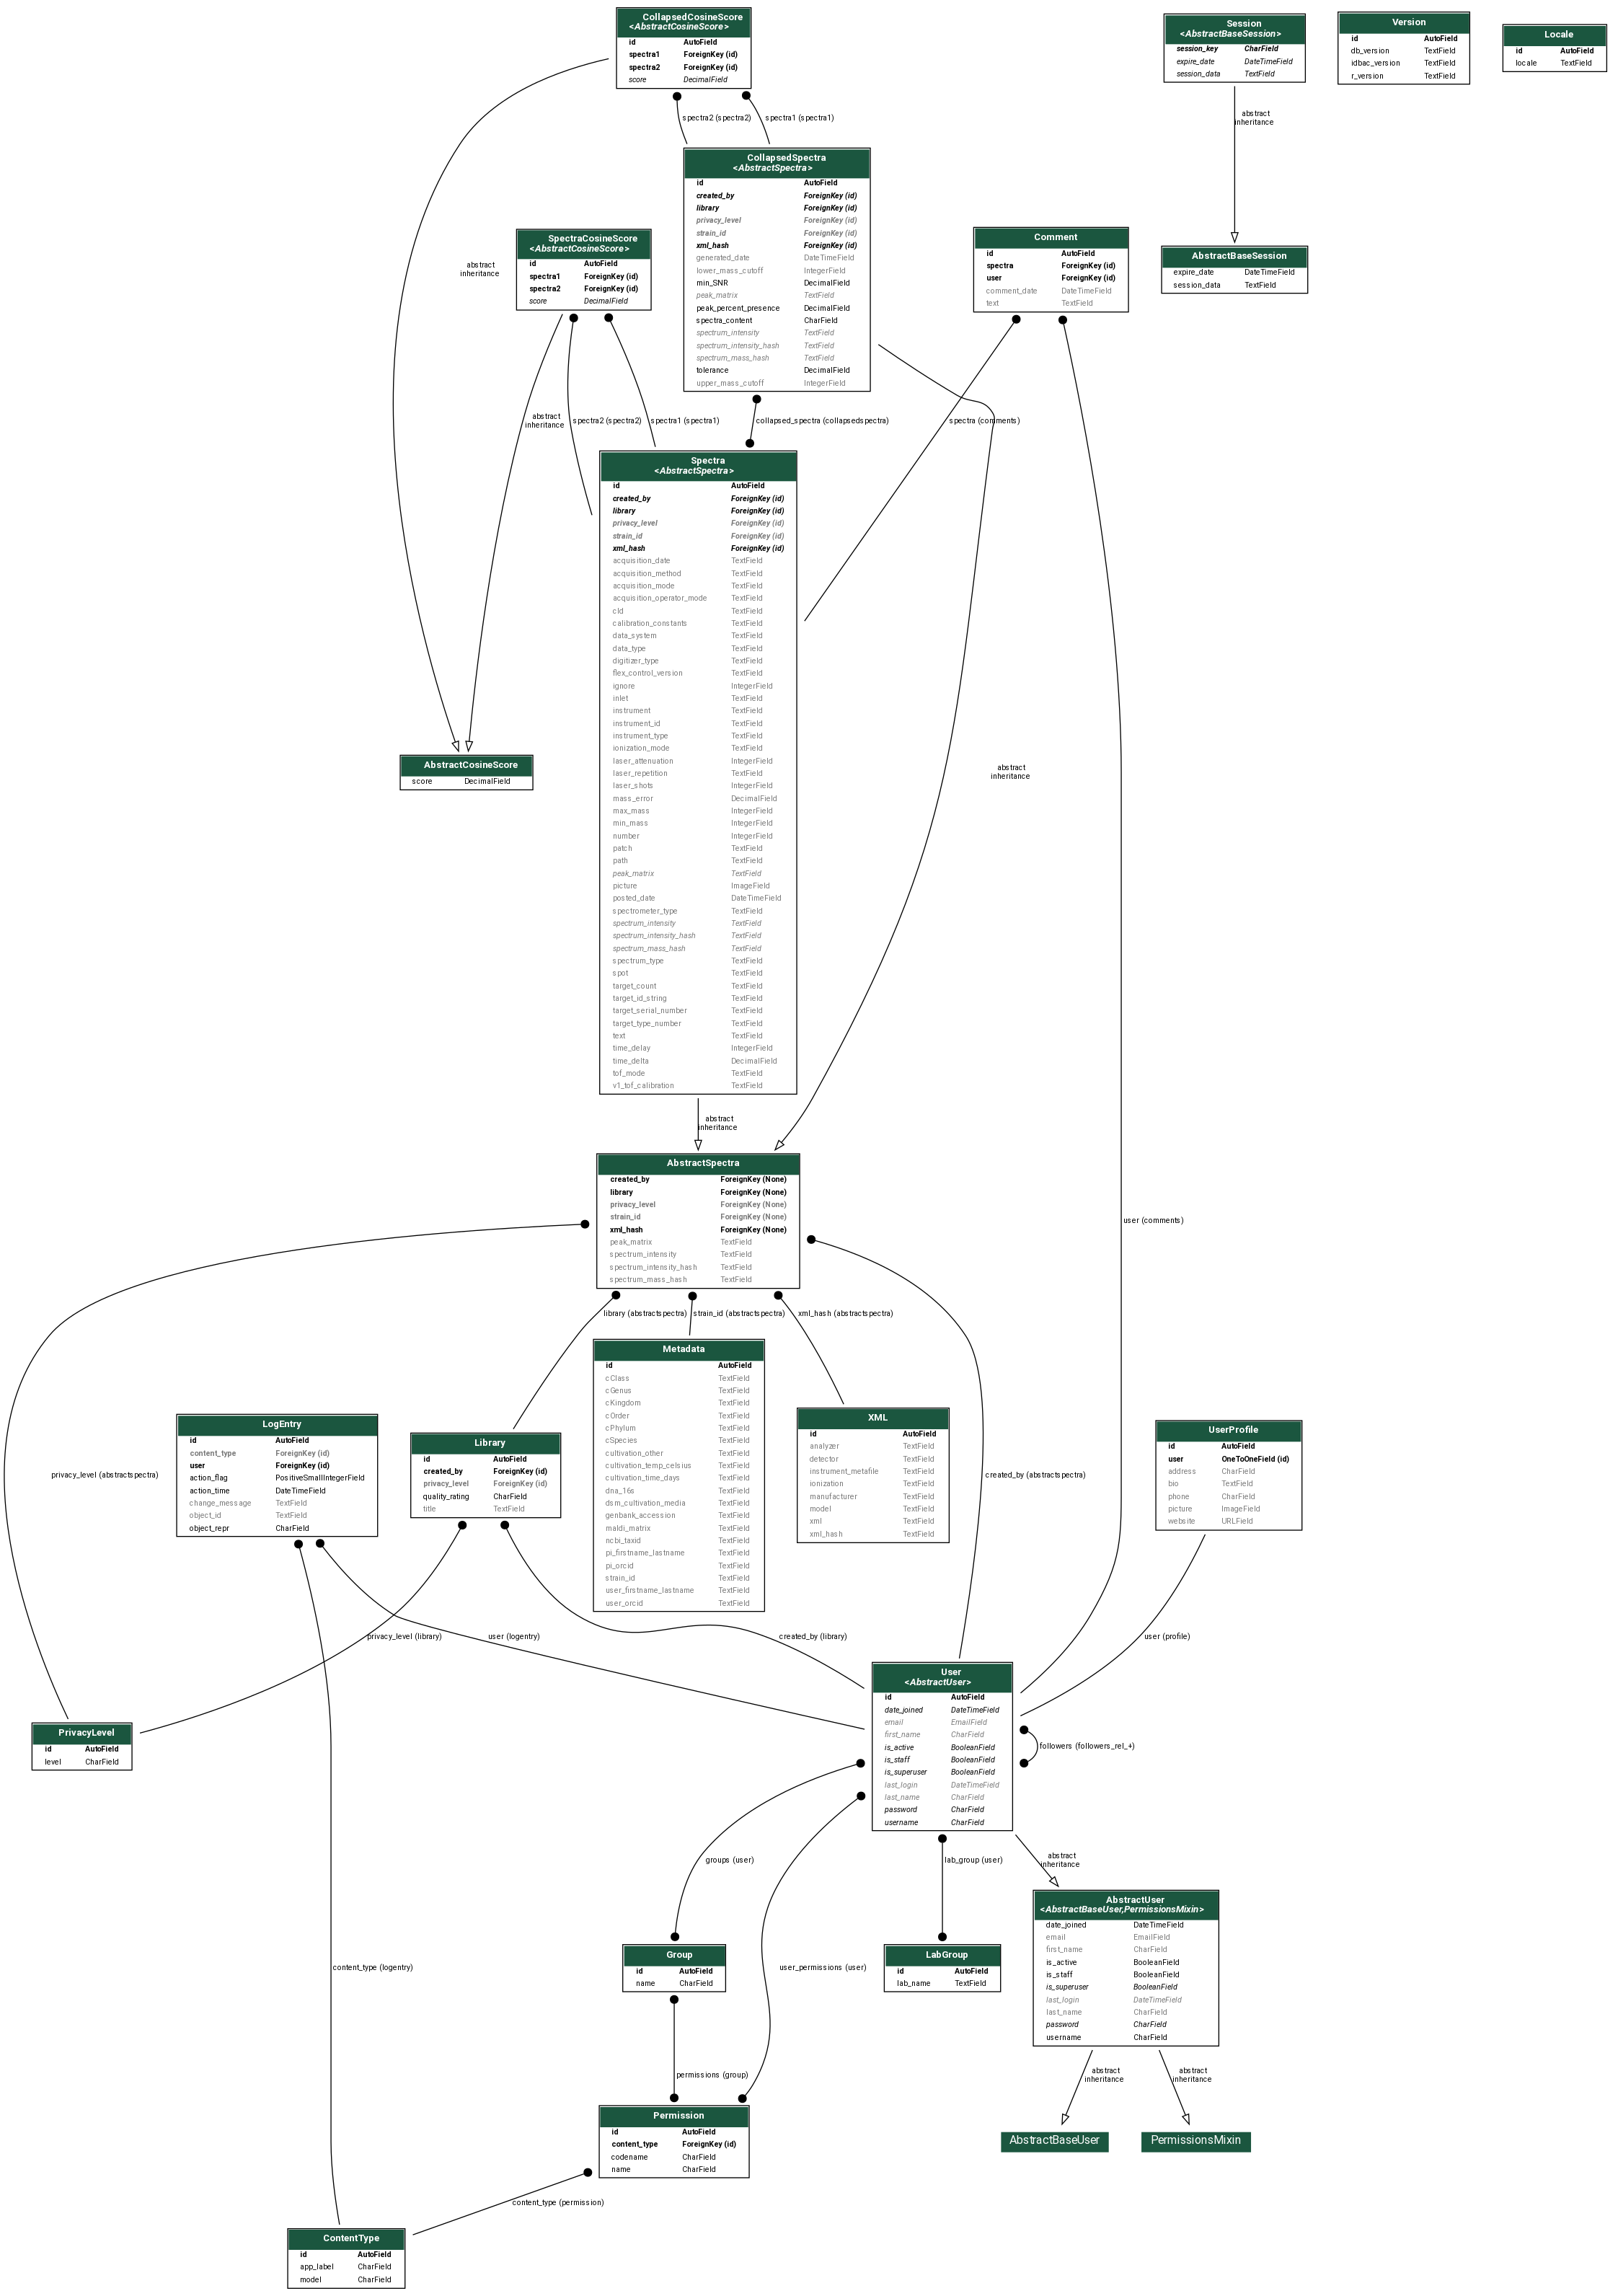 CollapsedCosineScore
<AbstractCosineScore>
id AutoField
spectra1 ForeignKey (id)
spectra2 ForeignKey (id)
score DecimalField
Session
<AbstractBaseSession>
session_key CharField
expire_date DateTimeField
session_data TextField
Version
id AutoField
db_version TextField
idbac_version TextField
r_version TextField
Locale
id AutoField
locale TextField
spectra2 (spectra2)
spectra1 (spectra1)
abstract
inheritance
CollapsedSpectra
<AbstractSpectra>
id AutoField
created_by ForeignKey (id)
library ForeignKey (id)
privacy_level ForeignKey (id)
strain_id ForeignKey (id)
xml_hash ForeignKey (id)
generated_date DateTimeField
lower_mass_cutoff IntegerField
min_SNR DecimalField
peak_matrix TextField
peak_percent_presence DecimalField
spectra_content CharField
spectrum_intensity TextField
spectrum_intensity_hash TextField
spectrum_mass_hash TextField
tolerance DecimalField
upper_mass_cutoff IntegerField
SpectraCosineScore
<AbstractCosineScore>
id AutoField
spectra1 ForeignKey (id)
spectra2 ForeignKey (id)
score DecimalField
Comment
id AutoField
spectra ForeignKey (id)
user ForeignKey (id)
comment_date DateTimeField
text TextField
AbstractBaseSession
expire_date DateTimeField
session_data TextField
abstract
inheritance
abstract
inheritance
spectra2 (spectra2)
spectra1 (spectra1)
collapsed_spectra (collapsedspectra)
spectra (comments)
Spectra
<AbstractSpectra>
id AutoField
created_by ForeignKey (id)
library ForeignKey (id)
privacy_level ForeignKey (id)
strain_id ForeignKey (id)
xml_hash ForeignKey (id)
acquisition_date TextField
acquisition_method TextField
acquisition_mode TextField
acquisition_operator_mode TextField
cId TextField
calibration_constants TextField
data_system TextField
data_type TextField
digitizer_type TextField
flex_control_version TextField
ignore IntegerField
inlet TextField
instrument TextField
instrument_id TextField
instrument_type TextField
ionization_mode TextField
laser_attenuation IntegerField
laser_repetition TextField
laser_shots IntegerField
mass_error DecimalField
max_mass IntegerField
min_mass IntegerField
number IntegerField
patch TextField
path TextField
peak_matrix TextField
picture ImageField
posted_date DateTimeField
spectrometer_type TextField
spectrum_intensity TextField
spectrum_intensity_hash TextField
spectrum_mass_hash TextField
spectrum_type TextField
spot TextField
target_count TextField
target_id_string TextField
target_serial_number TextField
target_type_number TextField
text TextField
time_delay IntegerField
time_delta DecimalField
tof_mode TextField
v1_tof_calibration TextField
AbstractCosineScore
score DecimalField
abstract
inheritance
abstract
inheritance
AbstractSpectra
created_by ForeignKey (None)
library ForeignKey (None)
privacy_level ForeignKey (None)
strain_id ForeignKey (None)
xml_hash ForeignKey (None)
peak_matrix TextField
spectrum_intensity TextField
spectrum_intensity_hash TextField
spectrum_mass_hash TextField
user (comments)
library (abstractspectra)
strain_id (abstractspectra)
xml_hash (abstractspectra)
Metadata
id AutoField
cClass TextField
cGenus TextField
cKingdom TextField
cOrder TextField
cPhylum TextField
cSpecies TextField
cultivation_other TextField
cultivation_temp_celsius TextField
cultivation_time_days TextField
dna_16s TextField
dsm_cultivation_media TextField
genbank_accession TextField
maldi_matrix TextField
ncbi_taxid TextField
pi_firstname_lastname TextField
pi_orcid TextField
strain_id TextField
user_firstname_lastname TextField
user_orcid TextField
XML
id AutoField
analyzer TextField
detector TextField
instrument_metafile TextField
ionization TextField
manufacturer TextField
model TextField
xml TextField
xml_hash TextField
LogEntry
id AutoField
content_type ForeignKey (id)
user ForeignKey (id)
action_flag PositiveSmallIntegerField
action_time DateTimeField
change_message TextField
object_id TextField
object_repr CharField
Library
id AutoField
created_by ForeignKey (id)
privacy_level ForeignKey (id)
quality_rating CharField
title TextField
UserProfile
id AutoField
user OneToOneField (id)
address CharField
bio TextField
phone CharField
picture ImageField
website URLField
privacy_level (abstractspectra)
created_by (abstractspectra)
privacy_level (library)
user (logentry)
created_by (library)
user (profile)
User
<AbstractUser>
id AutoField
date_joined DateTimeField
email EmailField
first_name CharField
is_active BooleanField
is_staff BooleanField
is_superuser BooleanField
last_login DateTimeField
last_name CharField
password CharField
username CharField
followers (followers_rel_+)
PrivacyLevel
id AutoField
level CharField
groups (user)
lab_group (user)
abstract
inheritance
AbstractUser
<AbstractBaseUser,PermissionsMixin>
date_joined DateTimeField
email EmailField
first_name CharField
is_active BooleanField
is_staff BooleanField
is_superuser BooleanField
last_login DateTimeField
last_name CharField
password CharField
username CharField
Group
id AutoField
name CharField
LabGroup
id AutoField
lab_name TextField
content_type (logentry)
user_permissions (user)
permissions (group)
abstract
inheritance
abstract
inheritance
Permission
id AutoField
content_type ForeignKey (id)
codename CharField
name CharField
AbstractBaseUser
PermissionsMixin
content_type (permission)
ContentType
id AutoField
app_label CharField
model CharField